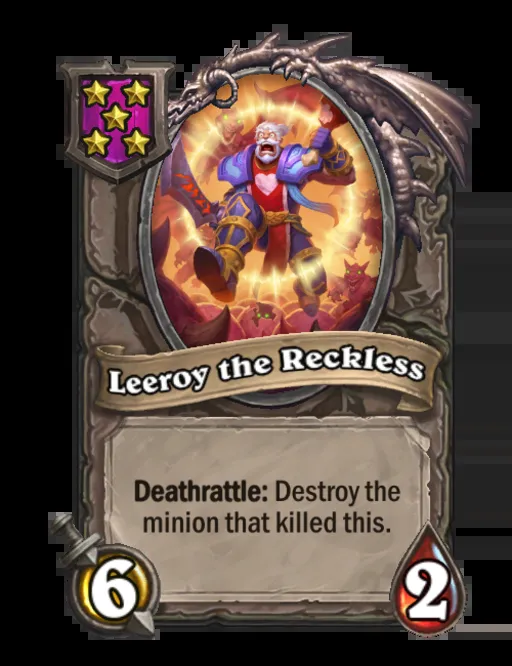 Leeroy the Reckless
Deathrattle: Destroy the
minion that killed this.
6
2